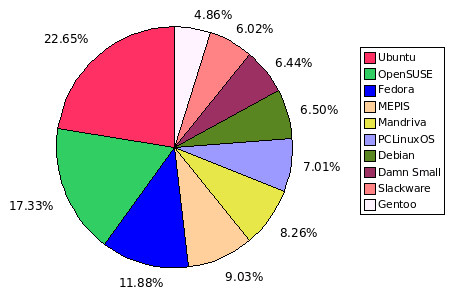 4.86%
6.02%
22.65%
6.44%
6.50%
7.01%
17.33%
8.26%
9.03%
11.88%
Ubuntu
OpenSUSE
Fedora
MEPIS
Mandriva
PCLinuxOS
Debian
Damn Small
Slackware
Gentoo